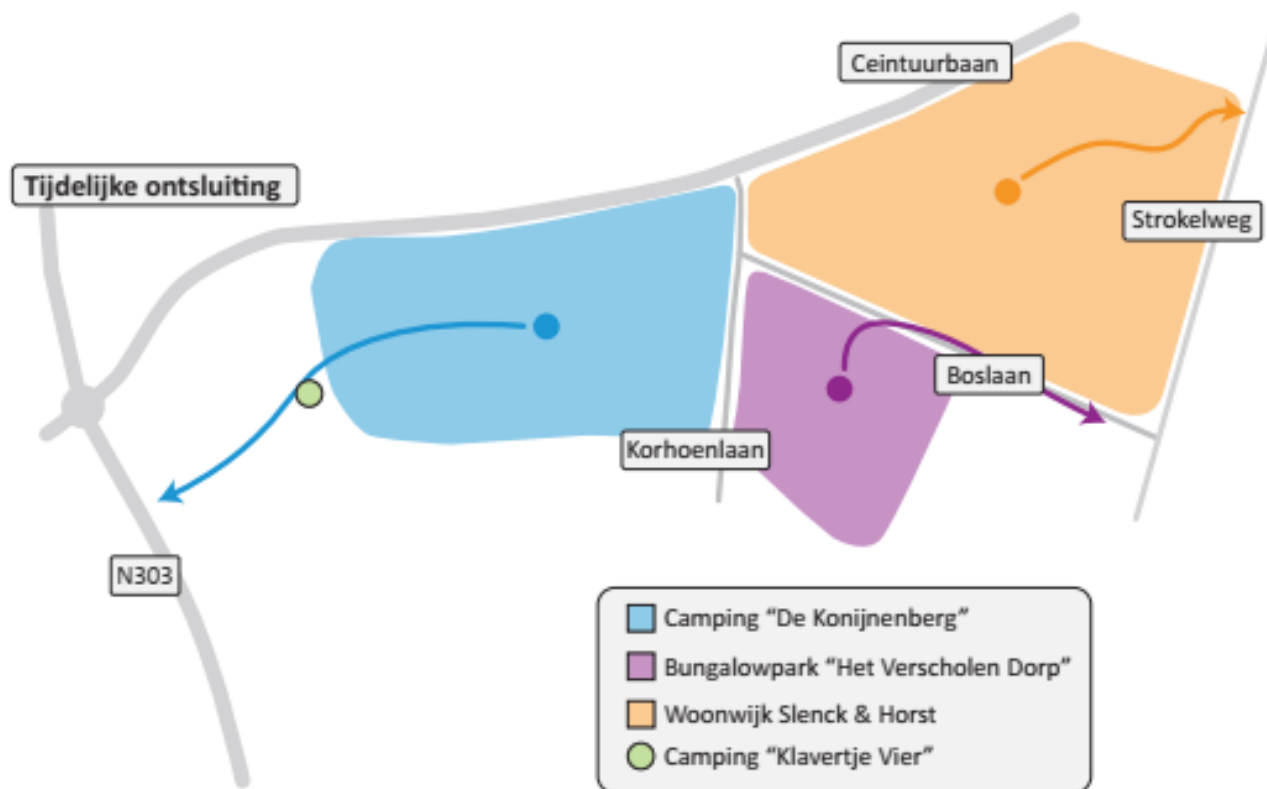 Ceintuurbaan
Tijdelijke ontsluiting
Strokelweg
Boslaan
Korhoenlaan
N303
Camping “De Konijnenberg”
Bungalowpark “Het Verscholen Dorp”
Woonwijk Slenck & Horst
Camping “Klavertje Vier”